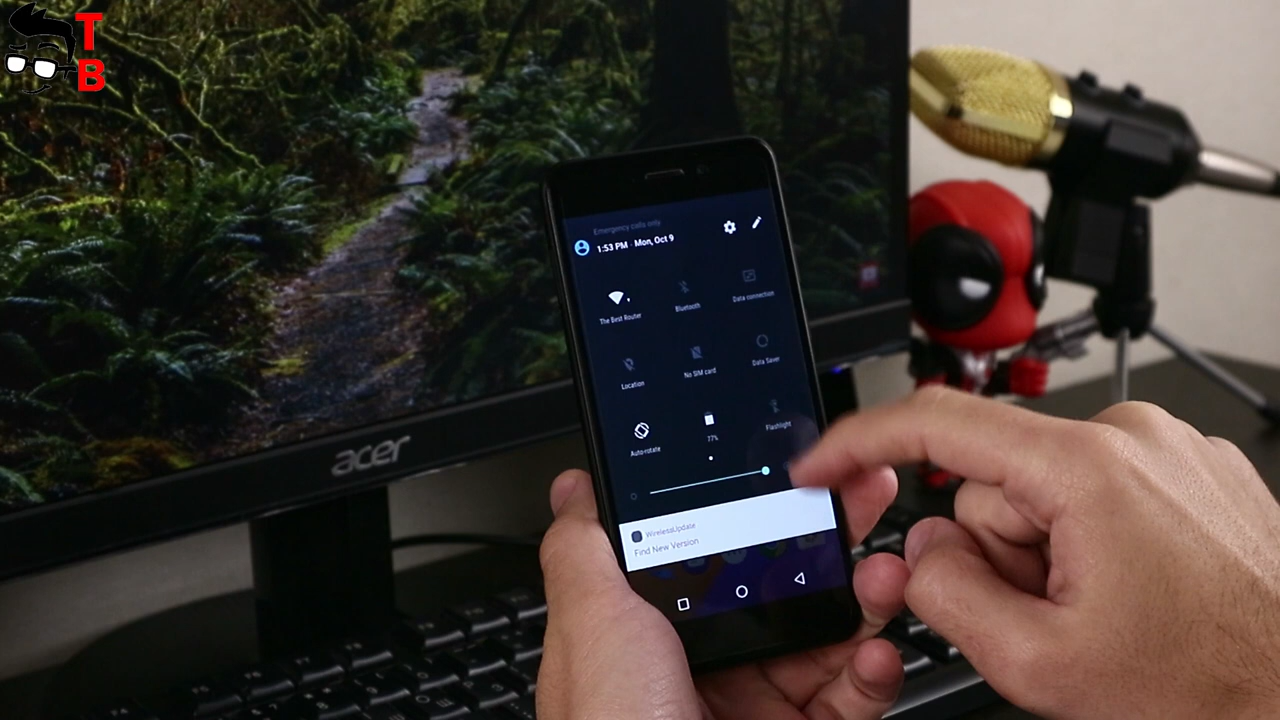 T
B
Emergency calls only
1:53 PM · Mon, Oct 9
The Best Router
Bluetooth
Data connection
Location
No SIM card
Data Saver
Auto-rotate
77%
Flashlight
WirelessUpdate
Find New Version
acer